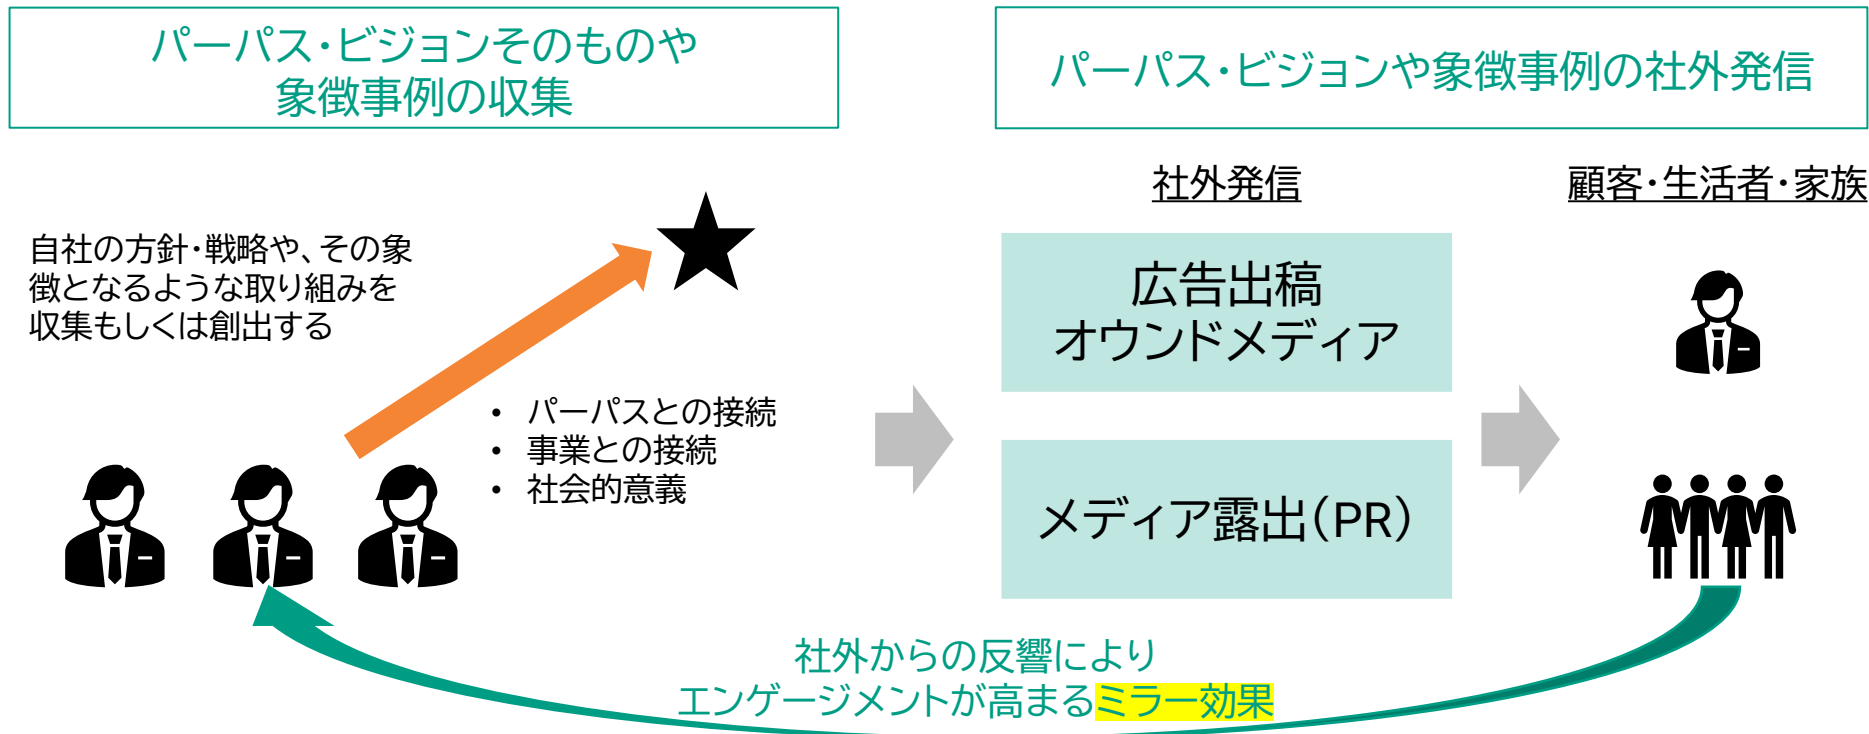 パーパス・ビジョンそのものや
象徴事例の収集
パーパス・ビジョンや象徴事例の社外発信
自社の方針・戦略や、その象
徴となるような取り組みを
収集もしくは創出する
• パーパスとの接続
• 事業との接続
• 社会的意義
社外発信
広告出稿
オウンドメディア
メディア露出(PR)
顧客・生活者・家族
社外からの反響により
エンゲージメントが高まるミラー効果